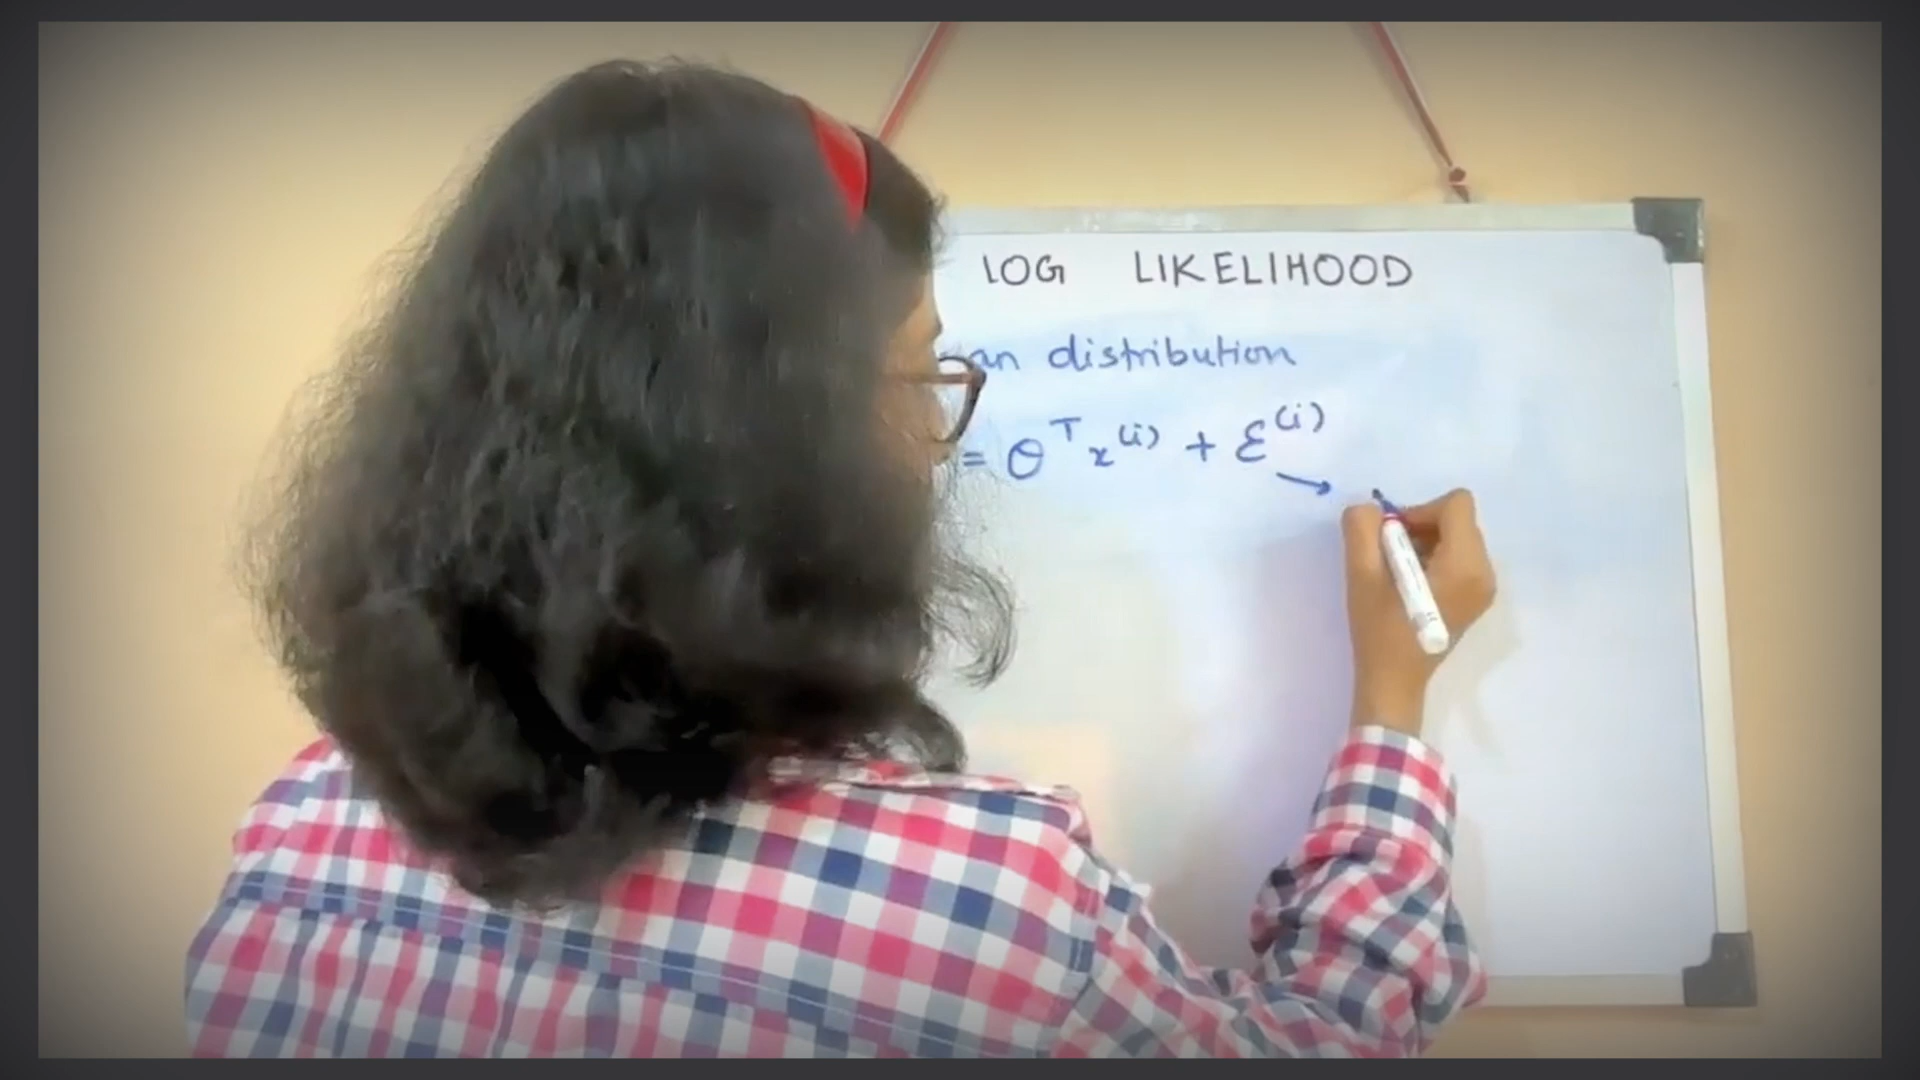 LOG LIKELIHOOD
an distribution
= θᵀx⁽ⁱ⁾ + ε⁽ⁱ⁾
→